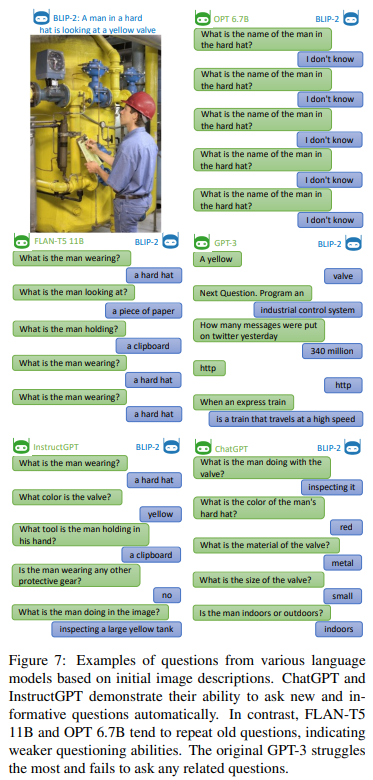 BLIP-2: A man in a hard
hat is looking at a yellow valve
OPT 6.7B
BLIP-2
What is the name of the man in
the hard hat?
I don't know
What is the name of the man in
the hard hat?
I don't know
What is the name of the man in
the hard hat?
I don't know
What is the name of the man in
the hard hat?
I don't know
What is the name of the man in
the hard hat?
I don't know
FLAN-T5 11B
BLIP-2
What is the man wearing?
a hard hat
What is the man looking at?
a piece of paper
What is the man holding?
a clipboard
What is the man wearing?
a hard hat
What is the man wearing?
a hard hat
GPT-3
BLIP-2
A yellow
valve
Next Question. Program an
industrial control system
How many messages were put
on twitter yesterday
340 million
http
http
When an express train
is a train that travels at a high speed
InstructGPT
BLIP-2
What is the man wearing?
a hard hat
What color is the valve?
yellow
What tool is the man holding in
his hand?
a clipboard
Is the man wearing any other
protective gear?
no
What is the man doing in the image?
inspecting a large yellow tank
ChatGPT
BLIP-2
What is the man doing with the
valve?
inspecting it
What is the color of the man's
hard hat?
red
What is the material of the valve?
metal
What is the size of the valve?
small
Is the man indoors or outdoors?
indoors
Figure 7: Examples of questions from various language
models based on initial image descriptions. ChatGPT and
InstructGPT demonstrate their ability to ask new and in-
formative questions automatically. In contrast, FLAN-T5
11B and OPT 6.7B tend to repeat old questions, indicating
weaker questioning abilities. The original GPT-3 struggles
the most and fails to ask any related questions.